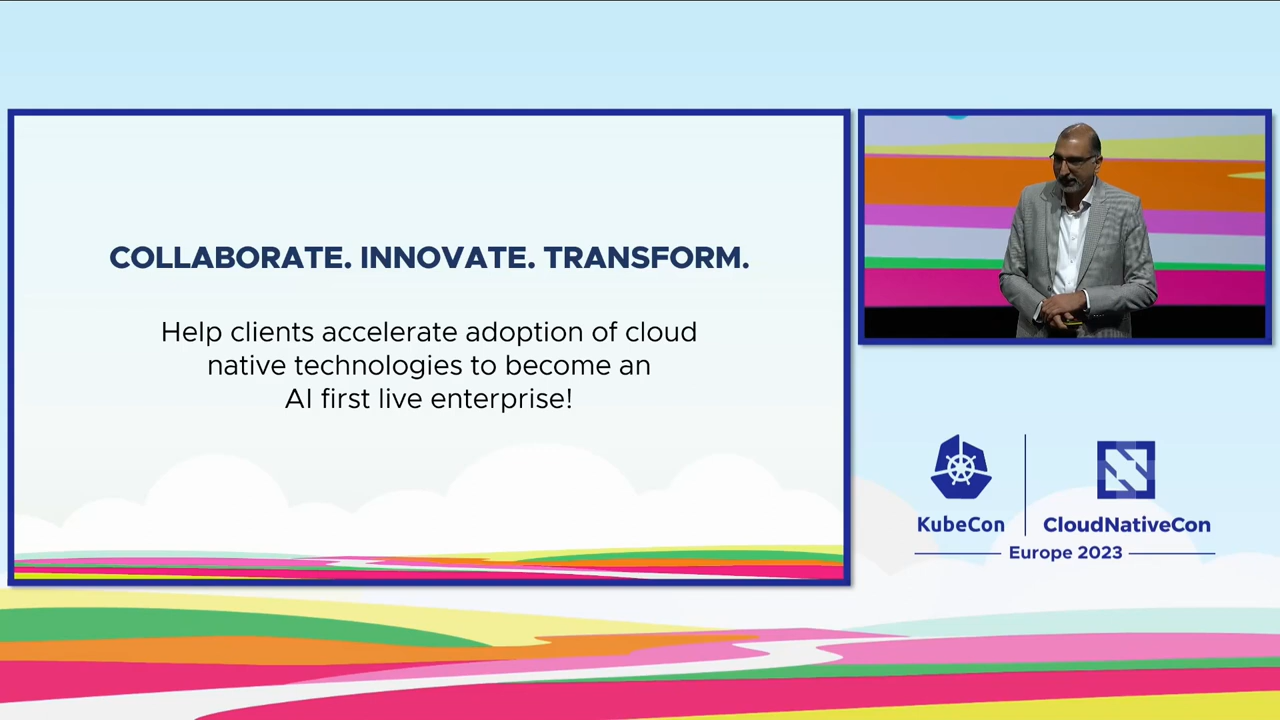 COLLABORATE. INNOVATE. TRANSFORM.
Help clients accelerate adoption of cloud
native technologies to become an
AI first live enterprise!
KubeCon
CloudNativeCon
Europe 2023